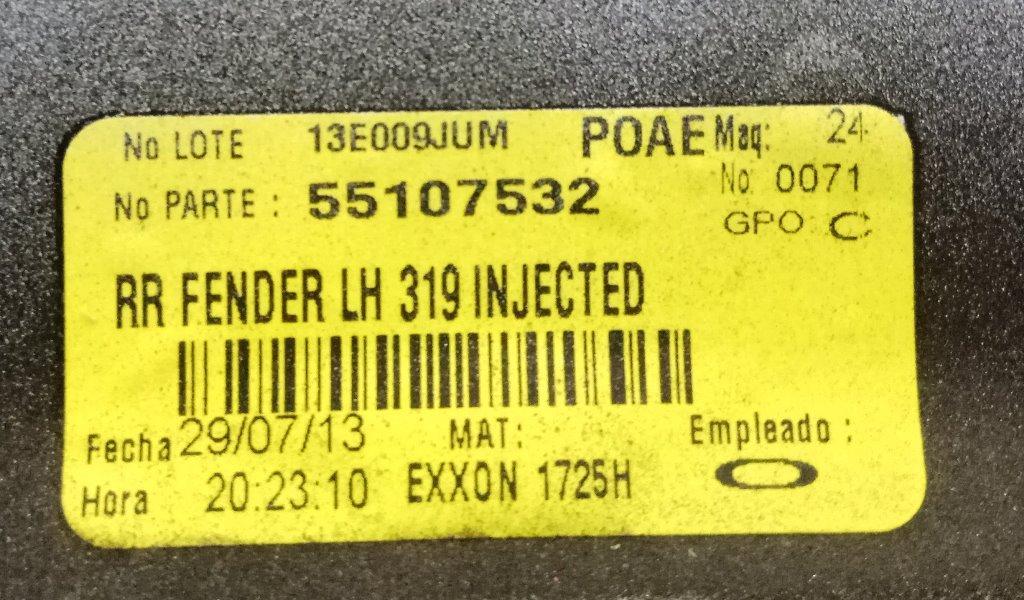 No LOTE 13E009JUM POAE Maq: 24
No. 0071
No PARTE : 55107532
GPO C
RR FENDER LH 319 INJECTED
Fecha 29/07/13 MAT: Empleado :
Hora 20:23:10 EXXON 1725H 0